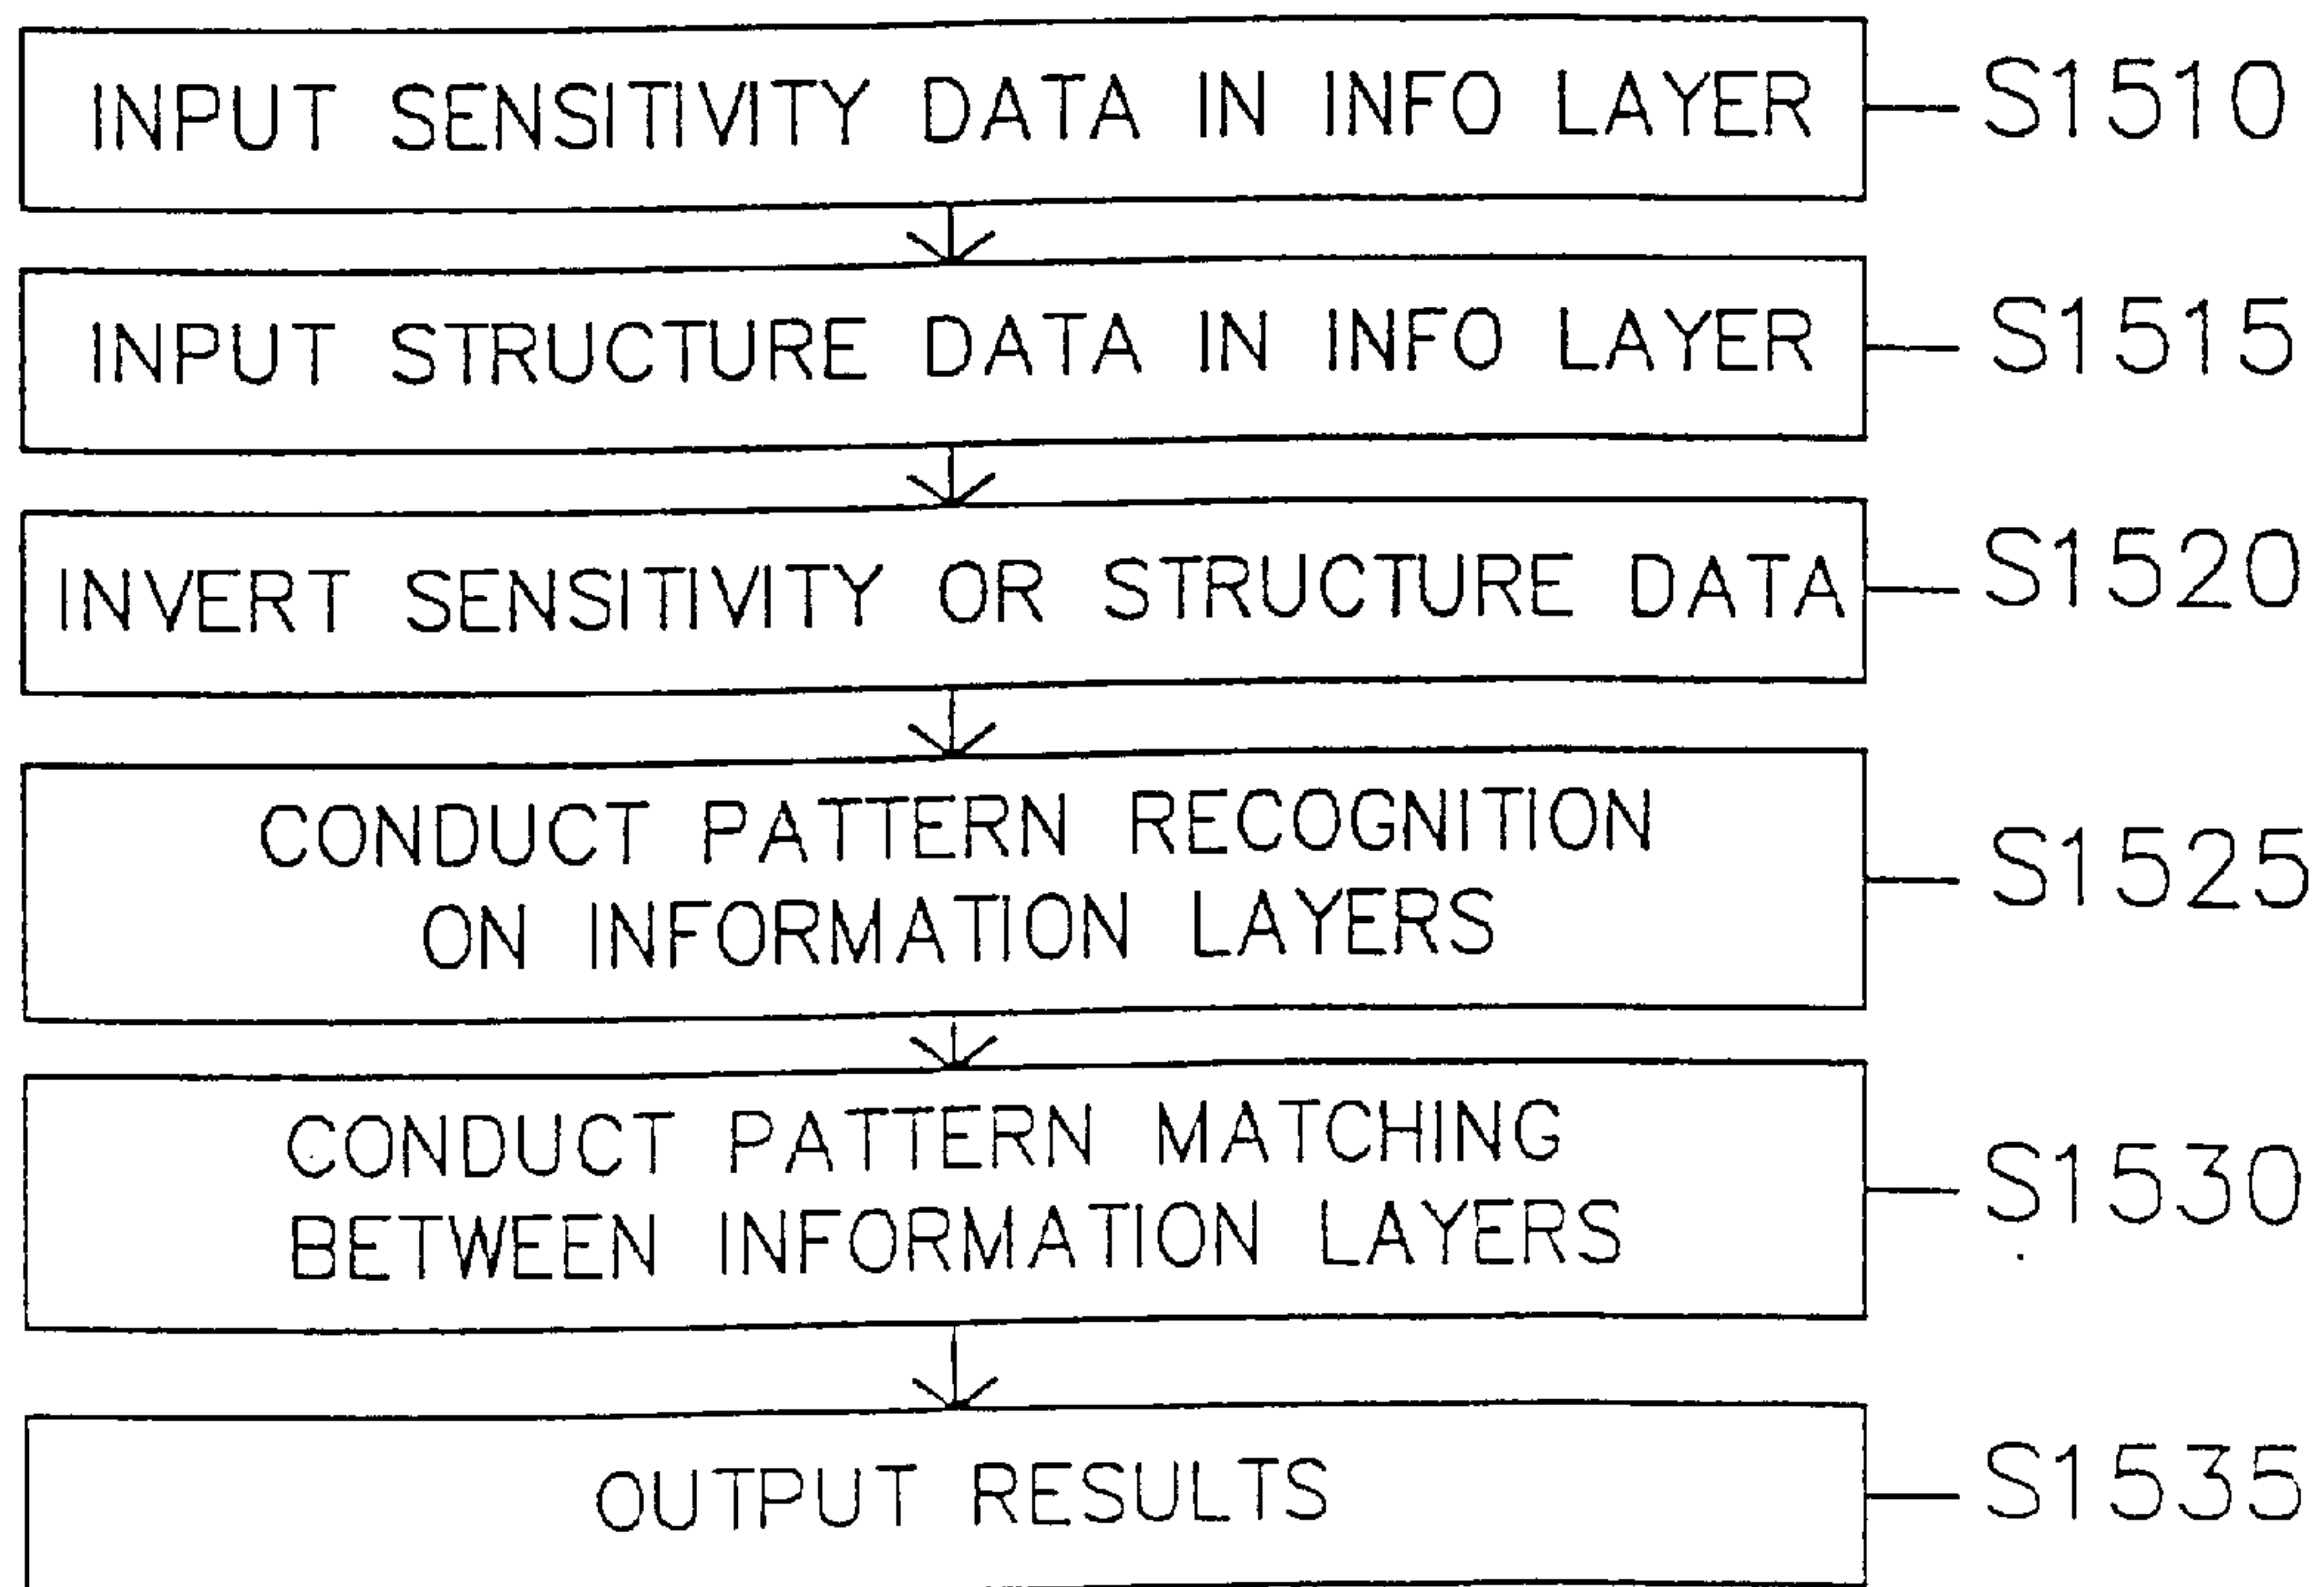 INPUT SENSITIVITY DATA IN INFO LAYER
S1510
INPUT STRUCTURE DATA IN INFO LAYER
S1515
INVERT SENSITIVITY OR STRUCTURE DATA
S1520
CONDUCT PATTERN RECOGNITION
ON INFORMATION LAYERS
S1525
CONDUCT PATTERN MATCHING
BETWEEN INFORMATION LAYERS
S1530
OUTPUT RESULTS
S1535